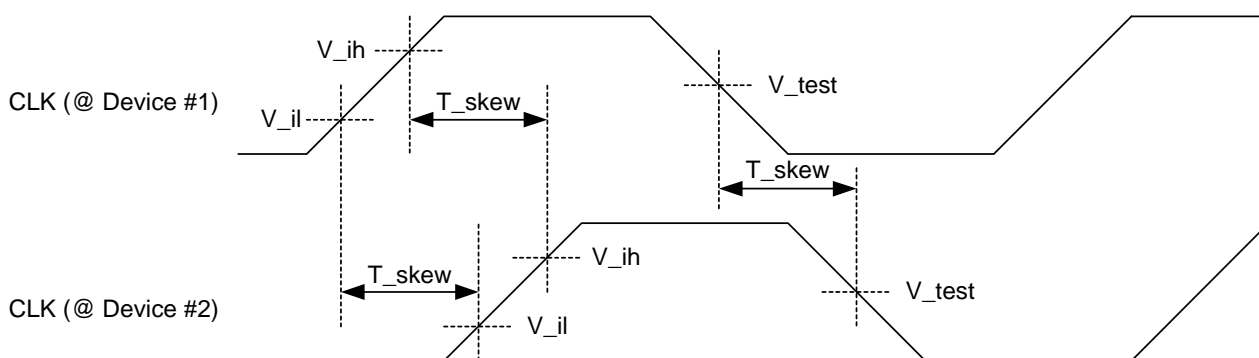 V_ih
V_test
CLK (@ Device #1)
T_skew
V_il
T_skew
V_ih
T_skew
V_test
CLK (@ Device #2)
V_il